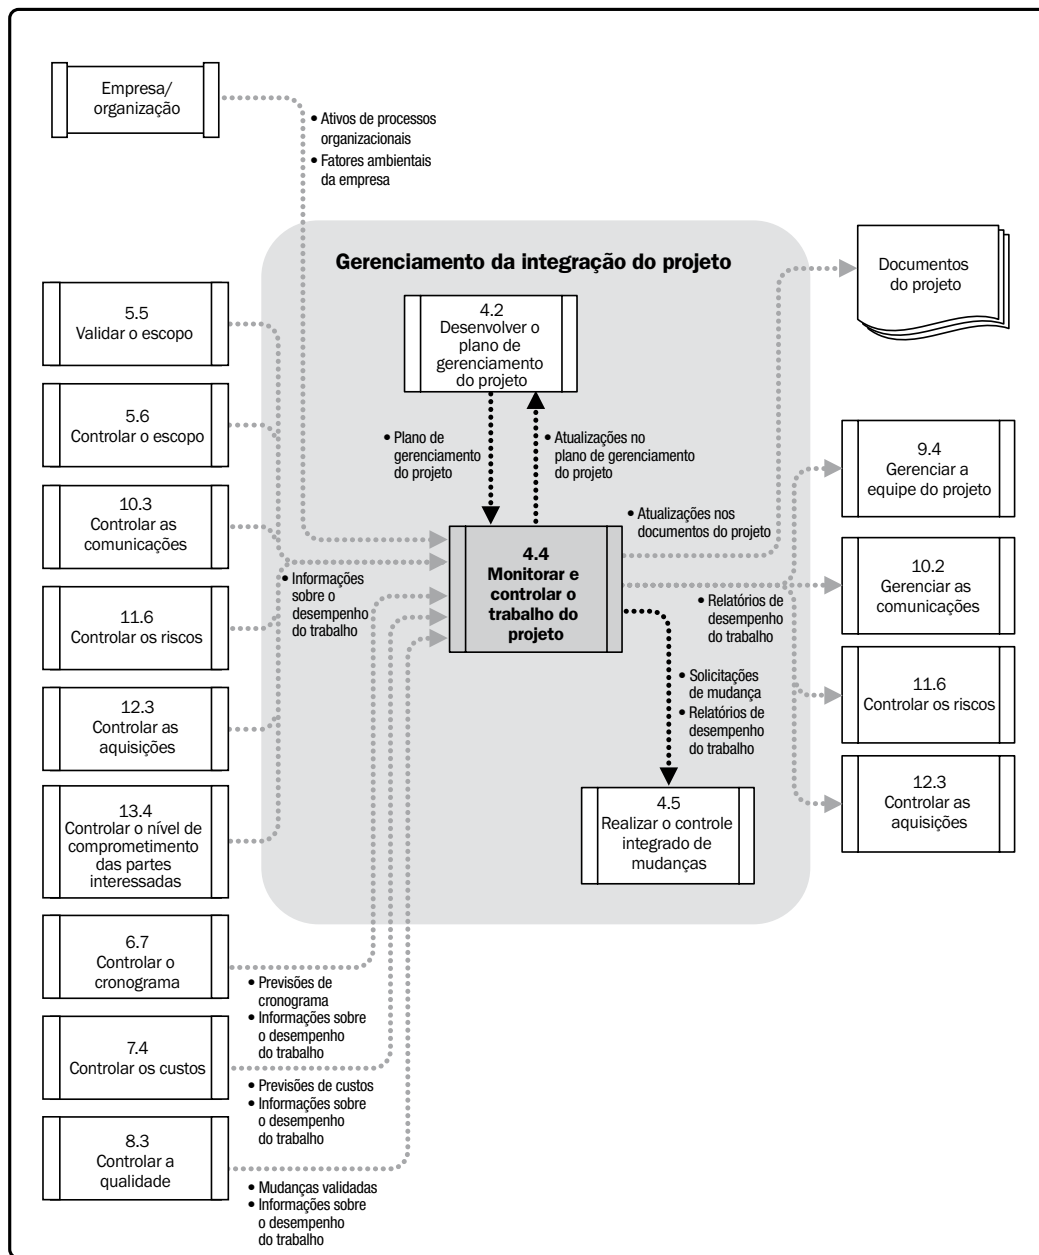 Empresa/
organização
• Ativos de processos
organizacionais
• Fatores ambientais
da empresa
Gerenciamento da integração do projeto
Documentos
do projeto
5.5
Validar o escopo
4.2
Desenvolver o
plano de
gerenciamento
do projeto
5.6
Controlar o escopo
• Plano de
gerenciamento
do projeto
• Atualizações no
plano de gerenciamento
do projeto
9.4
Gerenciar a
equipe do projeto
10.3
Controlar as
comunicações
• Atualizações nos
documentos do projeto
4.4
Monitorar e
controlar o
trabalho do
projeto
10.2
Gerenciar as
comunicações
• Informações
sobre o
desempenho
do trabalho
11.6
Controlar os riscos
• Relatórios de
desempenho
do trabalho
• Solicitações
de mudança
• Relatórios de
desempenho
do trabalho
11.6
Controlar os riscos
12.3
Controlar as
aquisições
12.3
Controlar as
aquisições
13.4
Controlar o nível de
comprometimento
das partes
interessadas
4.5
Realizar o controle
integrado de
mudanças
6.7
Controlar o
cronograma
• Previsões de
cronograma
• Informações sobre
o desempenho
do trabalho
7.4
Controlar os custos
• Previsões de custos
• Informações sobre
o desempenho
do trabalho
8.3
Controlar a
qualidade
• Mudanças validadas
• Informações sobre
o desempenho
do trabalho